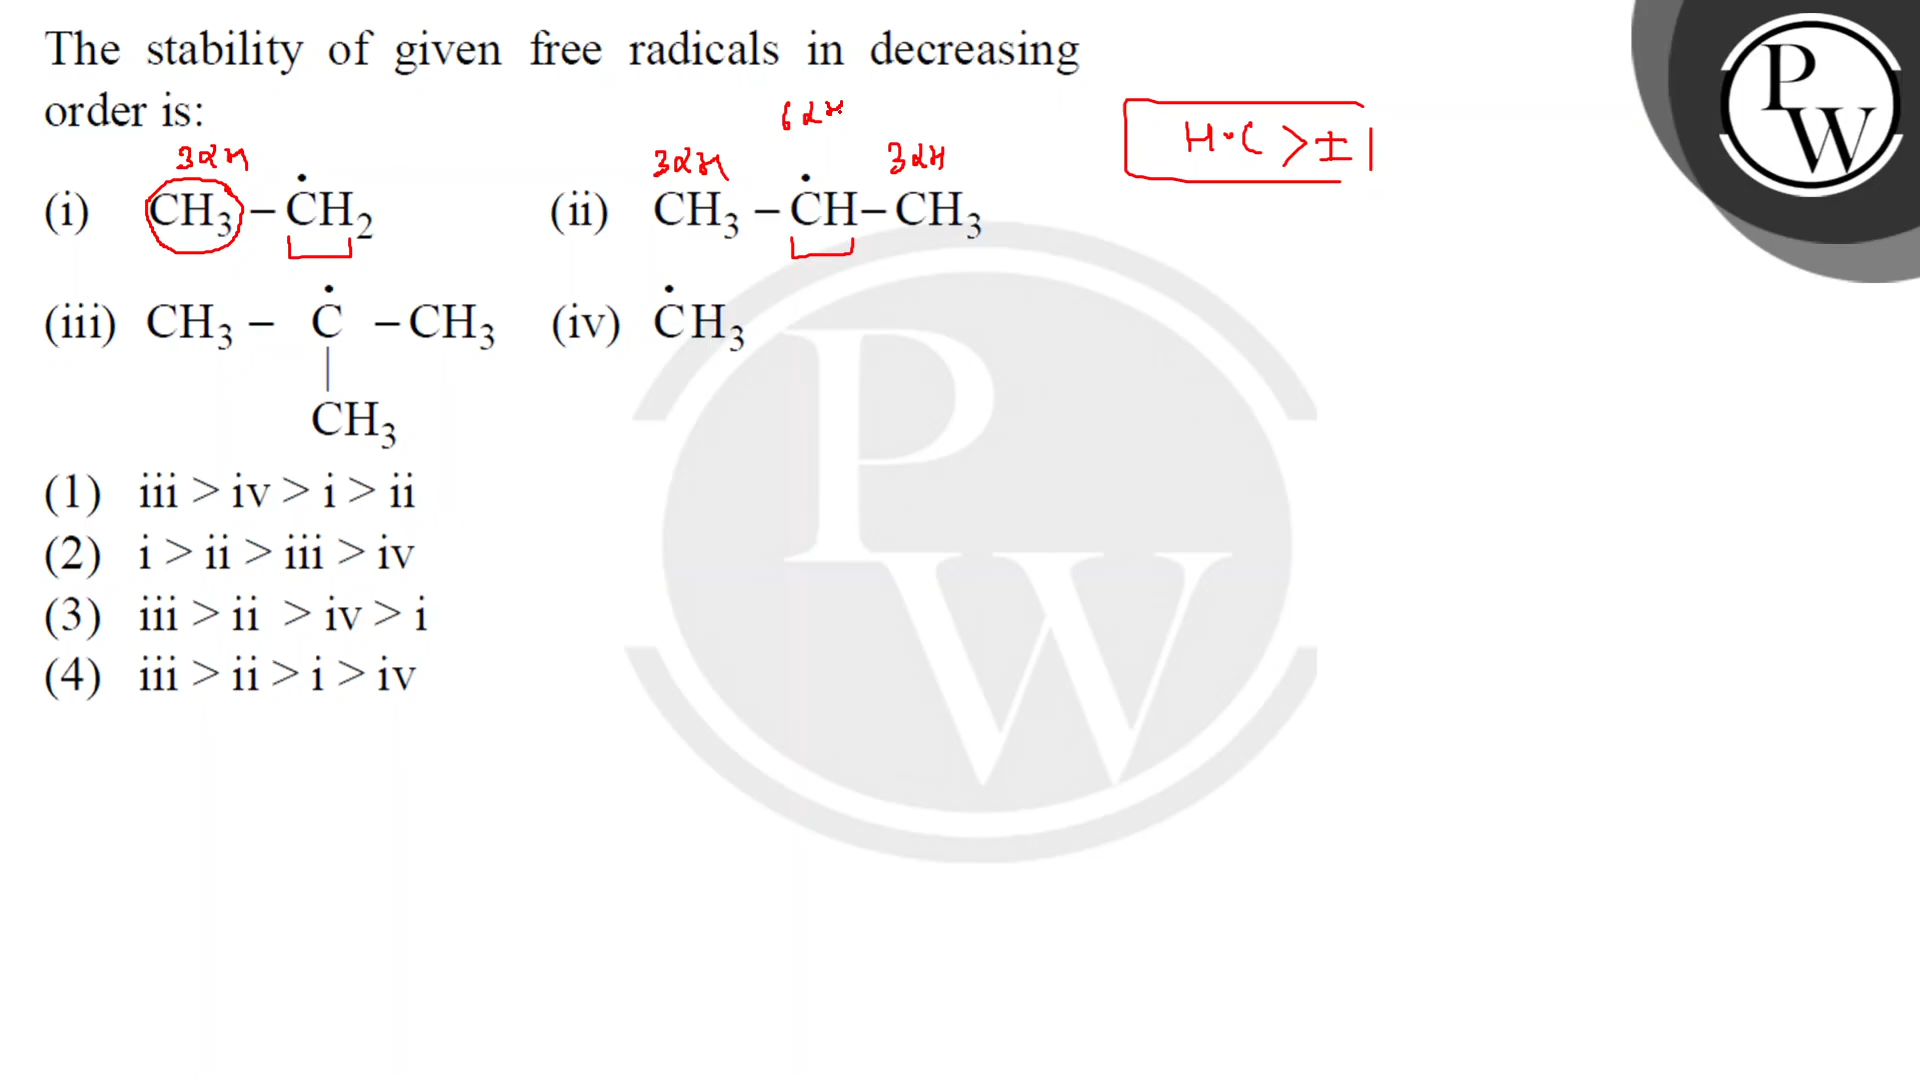 The stability of given free radicals in decreasing
order is:
6αH
H·C > ± I
3αH
3αH
3αH
(i) CH₃ – ĊH₂ (ii) CH₃ – ĊH – CH₃
(iii) CH₃ – Ċ – CH₃ (iv) ĊH₃
|
CH₃
(1) iii > iv > i > ii
(2) i > ii > iii > iv
(3) iii > ii > iv > i
(4) iii > ii > i > iv
P
W
P
W